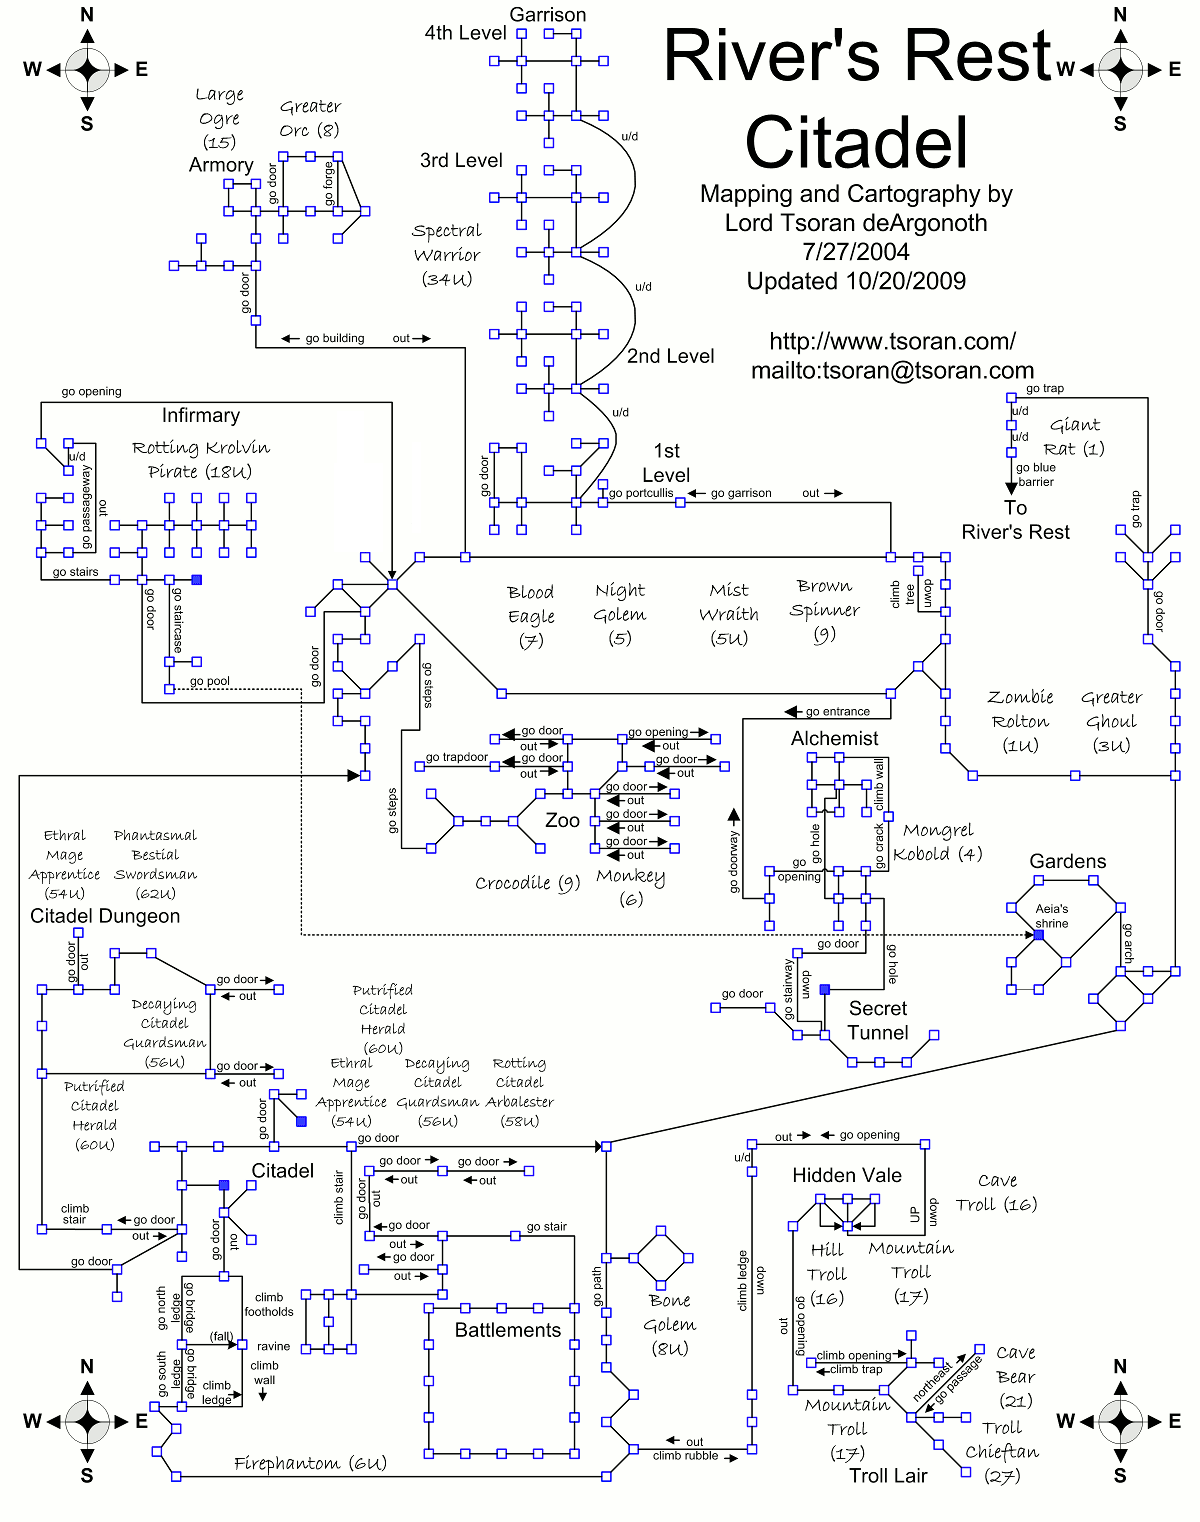 N
W E
S
Garrison
4th Level
River's Rest
Citadel
N
W E
S
Mapping and Cartography by
Lord Tsoran deArgonoth
7/27/2004
Updated 10/20/2009
http://www.tsoran.com/
mailto:tsoran@tsoran.com
Large
Ogre
(15)
Greater
Orc (8)
Armory
go door
go forge
go door
go building out
u/d
3rd Level
Spectral
Warrior
(34U)
u/d
2nd Level
u/d
1st
Level
go door
go portcullis
go garrison out
go trap
u/d
u/d
Giant
Rat (1)
go blue
barrier
To
River's Rest
go trap
go door
go opening
Infirmary
Rotting Krolvin
Pirate (18U)
u/d
go passageway
out
go stairs
go door
go staircase
go pool
go door
go steps
go steps
Blood
Eagle
(7)
Night
Golem
(5)
Mist
Wraith
(5U)
Brown
Spinner
(9)
climb
tree
down
Zombie
Rolton
(1U)
Greater
Ghoul
(3U)
go entrance
go door
out
go opening
out
go trapdoor
go door
out
go door
out
go door
out
go door
out
go door
out
Zoo
Crocodile (9)
Monkey
(6)
Alchemist
climb wall
go hole
go crack
go doorway
go
opening
Mongrel
Kobold (4)
go door
go hole
go stairway
down
go door
Secret
Tunnel
Gardens
Aeia's
shrine
go arch
Ethral
Mage
Apprentice
(54U)
Phantasmal
Bestial
Swordsman
(62U)
Citadel Dungeon
go door
out
go door
out
Decaying
Citadel
Guardsman
(56U)
go door
out
Putrified
Citadel
Herald
(60U)
Putrified
Citadel
Herald
(60U)
Ethral
Mage
Apprentice
(54U)
Decaying
Citadel
Guardsman
(56U)
Rotting
Citadel
Arbalester
(58U)
go door
go door
Citadel
climb
stair
go door
out
go door
go door
out
climb stair
go door
out
go door
out
go door
out
go door
out
go door
out
go stair
go north
ledge
go bridge
(fall)
go south
ledge
go bridge
climb
ledge
climb
footholds
ravine
climb
wall
Battlements
Firephantom (6U)
go path
Bone
Golem
(8U)
out
climb rubble
climb ledge
down
u/d
out go opening
Hidden Vale
UP
down
Cave
Troll (16)
Hill
Troll
(16)
Mountain
Troll
(17)
out
go opening
climb opening
climb trap
northeast
go passage
Cave
Bear
(21)
Mountain
Troll
(17)
Troll
Chieftan
(27)
Troll Lair
N
W E
S
N
W E
S